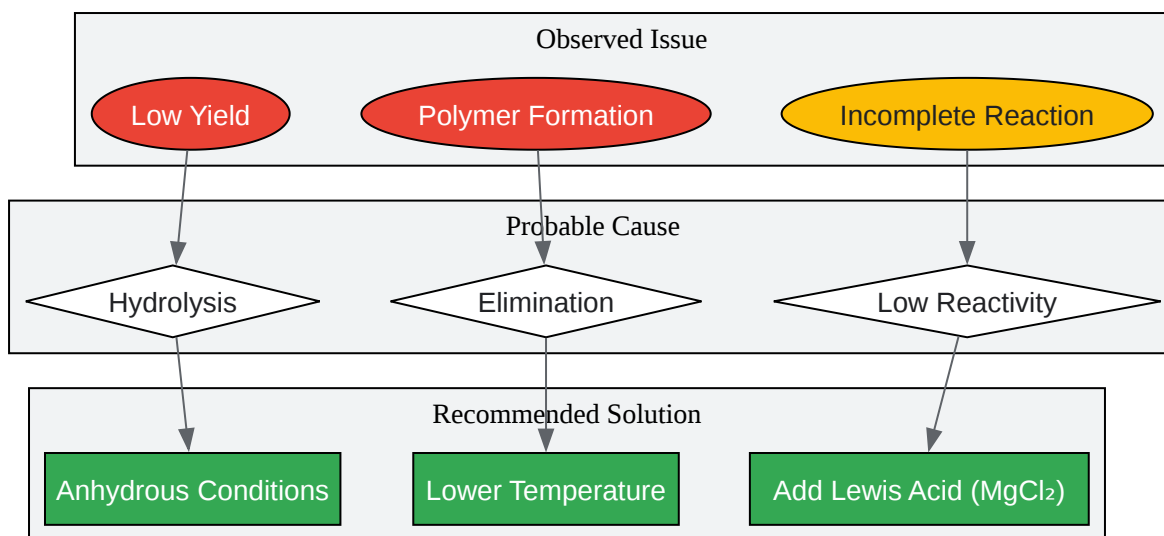 Observed Issue
Low Yield
Polymer Formation
Incomplete Reaction
Probable Cause
Hydrolysis
Elimination
Low Reactivity
Recommended Solution
Anhydrous Conditions
Lower Temperature
Add Lewis Acid (MgCl₂)